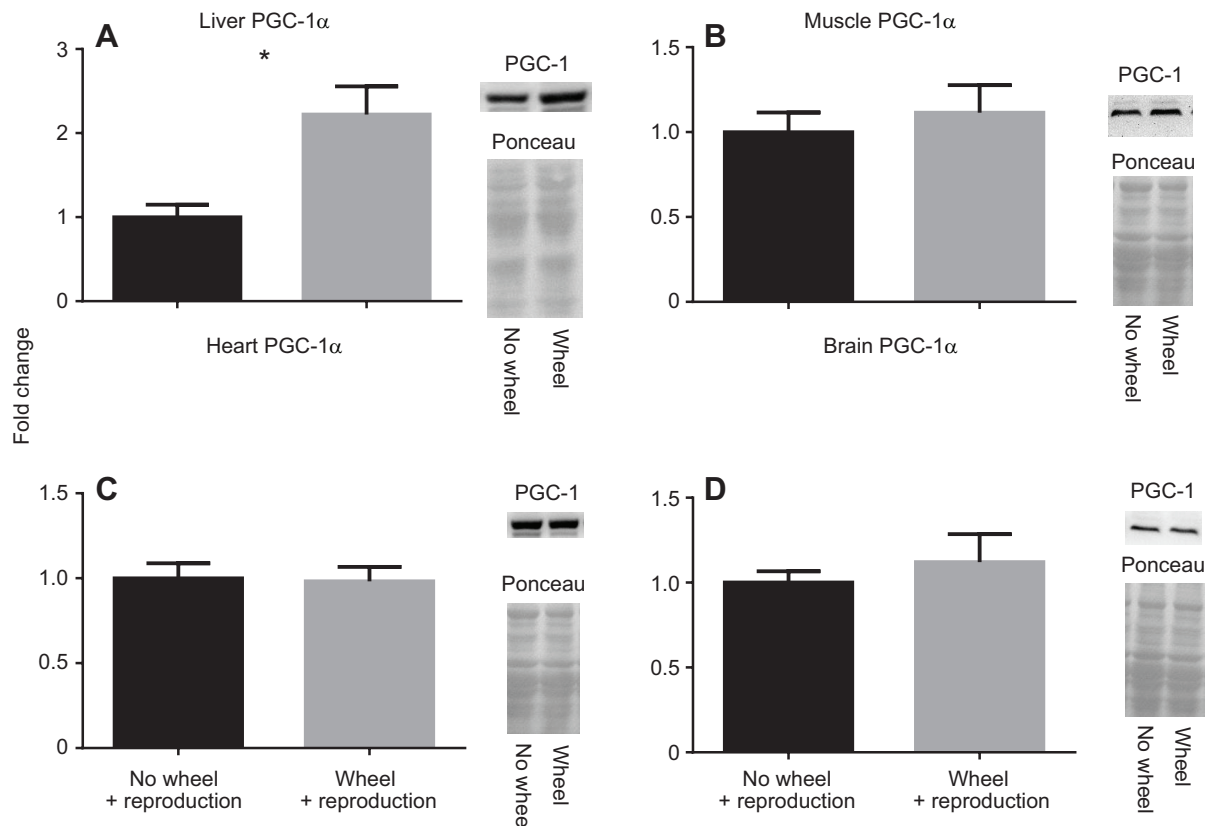 A
Liver PGC-1α
*
3
2
1
0
PGC-1
Ponceau
No wheel
Wheel
B
Muscle PGC-1α
1.5
1.0
0.5
0
PGC-1
Ponceau
No wheel
Wheel
Fold change
C
Heart PGC-1α
1.5
1.0
0.5
0
No wheel
+ reproduction
Wheel
+ reproduction
PGC-1
Ponceau
No whee
Wheel
D
Brain PGC-1α
1.5
1.0
0.5
0
No wheel
+ reproduction
Wheel
+ reproduction
PGC-1
Ponceau
No wheel
Wheel